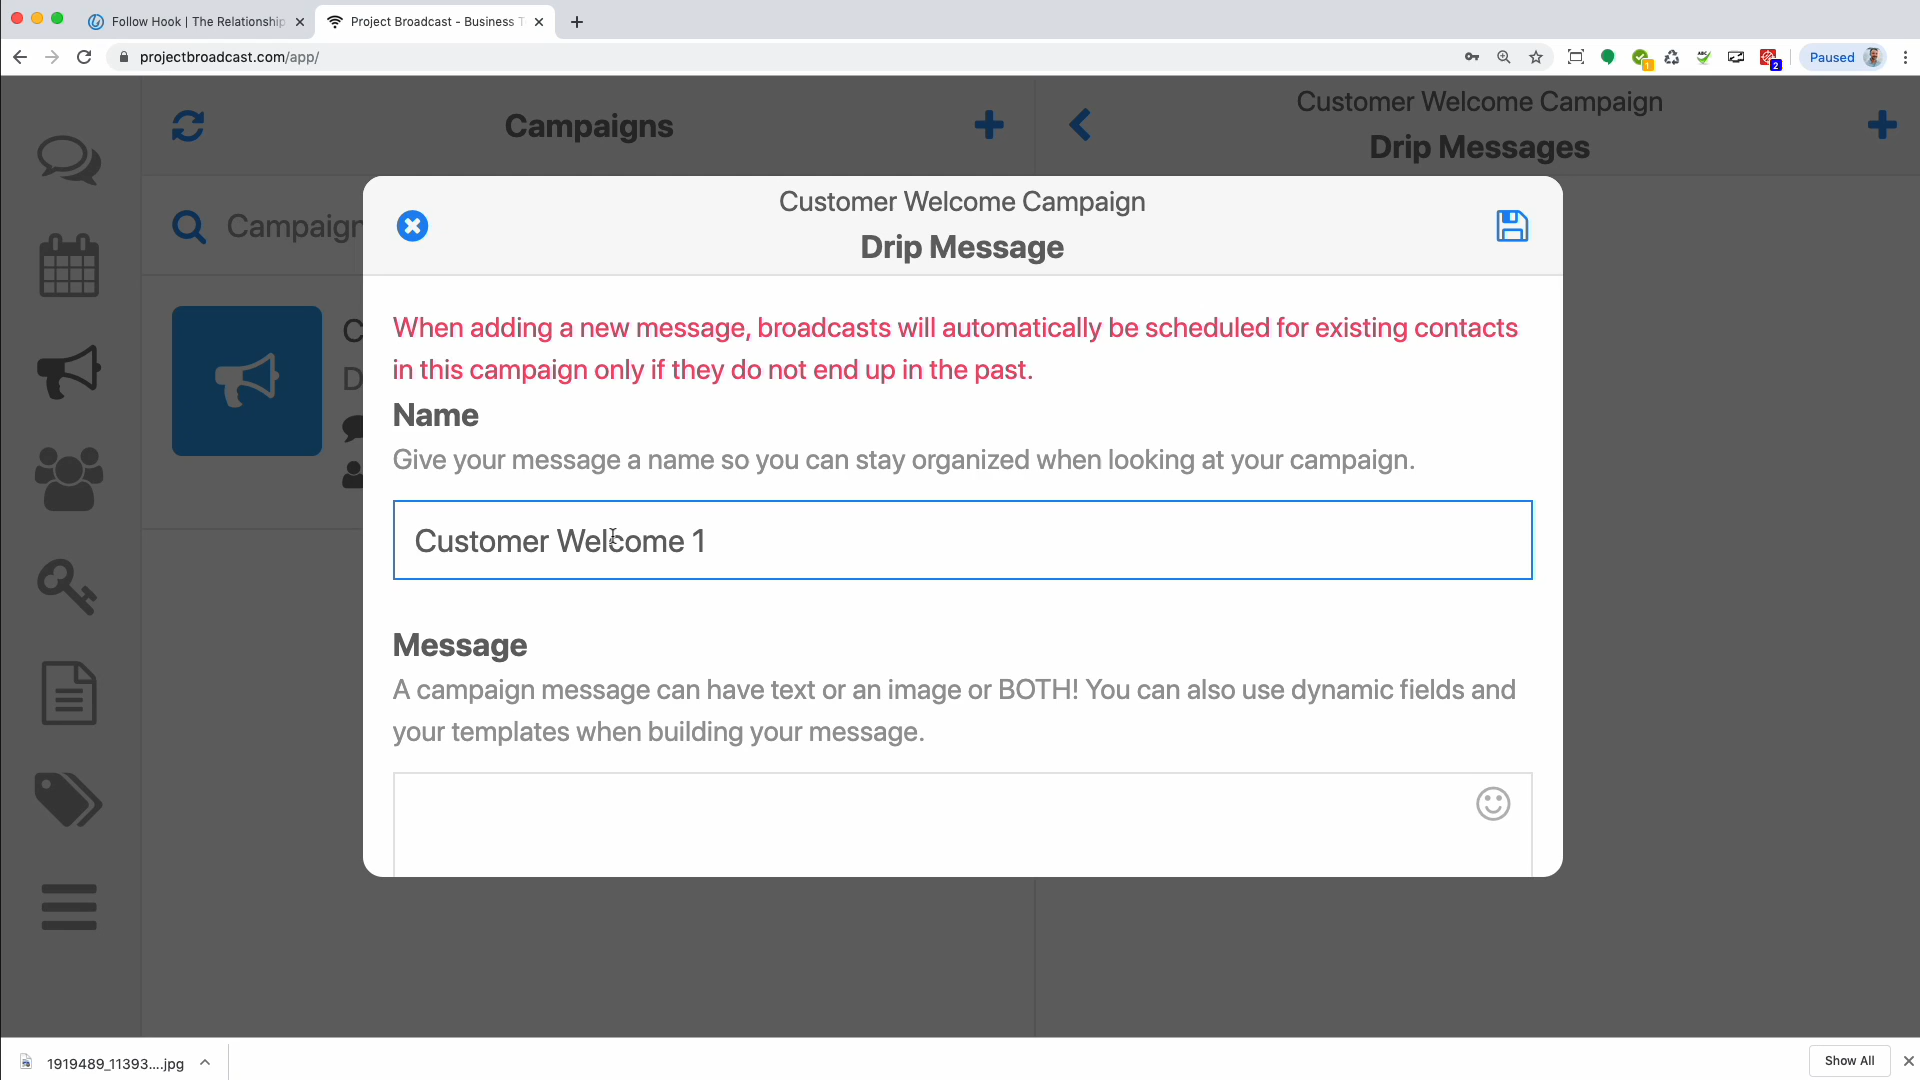 Follow Hook | The Relationship
Project Broadcast - Business T
projectbroadcast.com/app/
ABC
1
2
Paused
Campaigns
Customer Welcome Campaign
Drip Messages
Campaign
C
D
Customer Welcome Campaign
Drip Message
When adding a new message, broadcasts will automatically be scheduled for existing contacts
in this campaign only if they do not end up in the past.
Name
Give your message a name so you can stay organized when looking at your campaign.
Customer Welcome 1
Message
A campaign message can have text or an image or BOTH! You can also use dynamic fields and
your templates when building your message.
1919489_11393....jpg
Show All